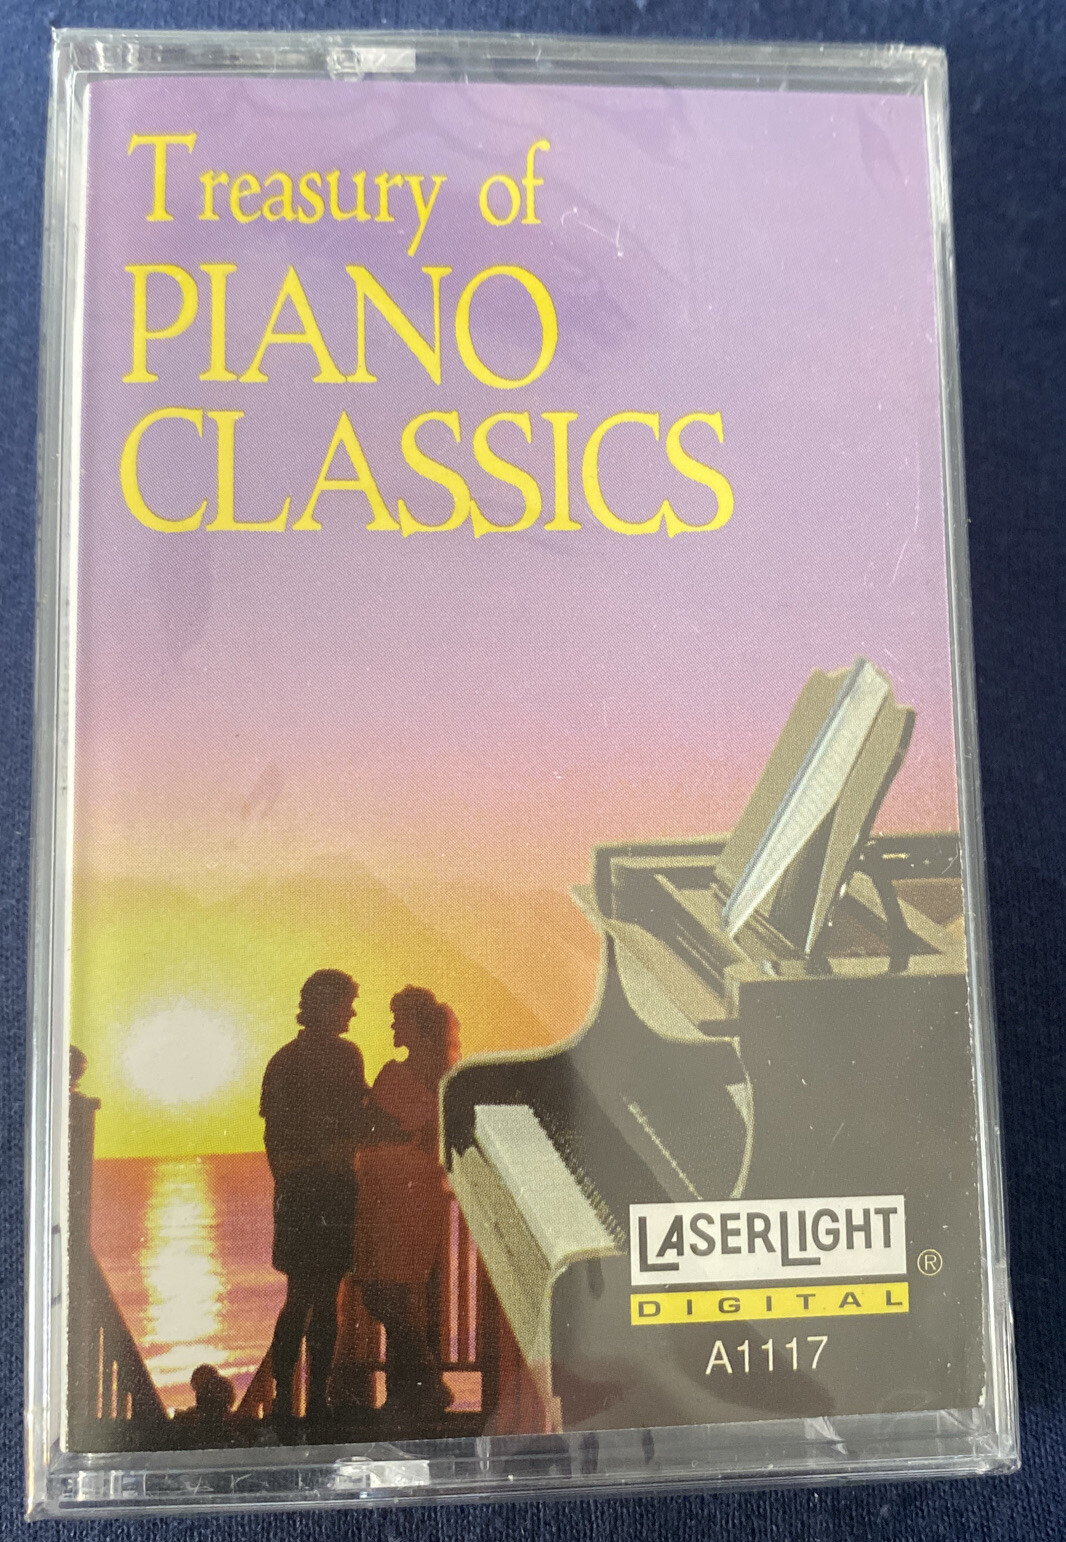 Treasury of
PIANO
CLASSICS
LASERLIGHT
®
DIGITAL
A1117